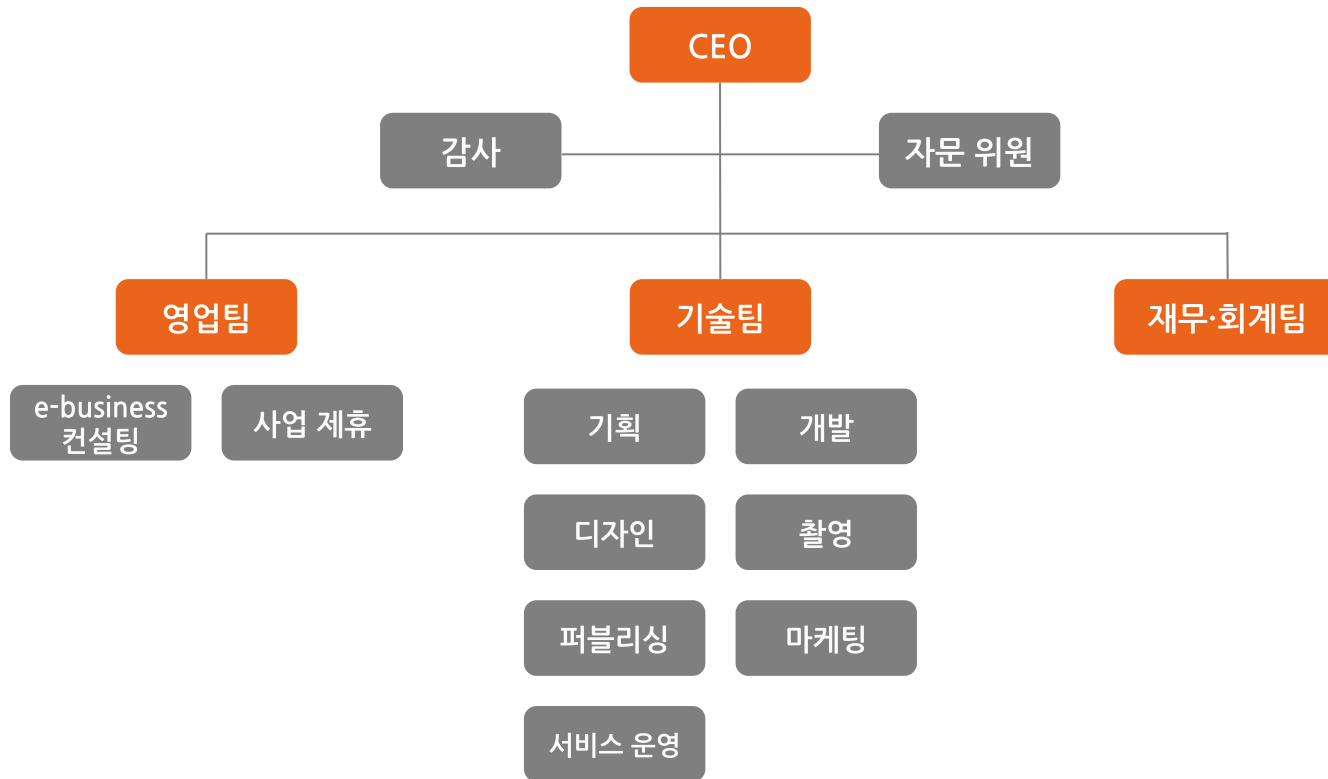 CEO
감사
자문 위원
영업팀
기술팀
재무·회계팀
e-business
컨설팅
사업 제휴
기획
개발
디자인
촬영
퍼블리싱
마케팅
서비스 운영